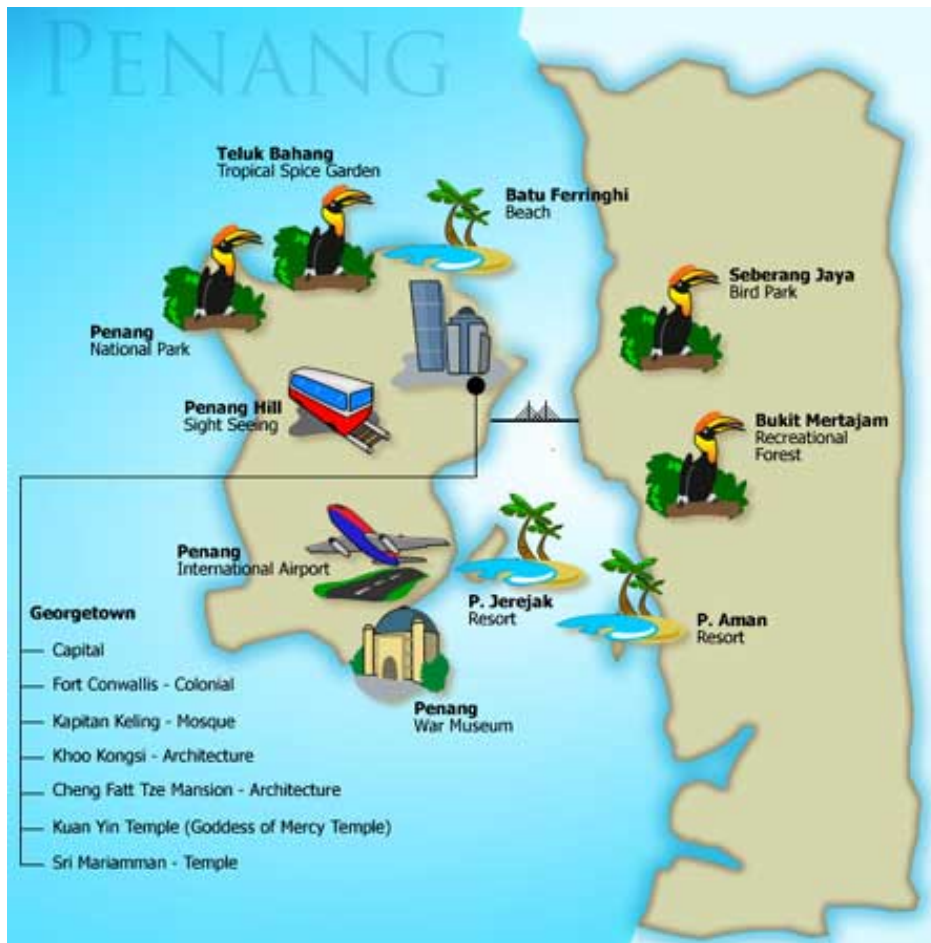 PENANG
Teluk Bahang
Tropical Spice Garden
Batu Ferringhi
Beach
Seberang Jaya
Bird Park
Penang
National Park
Penang Hill
Sight Seeing
Bukit Mertajam
Recreational
Forest
Penang
International Airport
P. Jerejak
Resort
P. Aman
Resort
Penang
War Museum
Georgetown
Capital
Fort Conwallis - Colonial
Kapitan Keling - Mosque
Khoo Kongsi - Architecture
Cheng Fatt Tze Mansion - Architecture
Kuan Yin Temple (Goddess of Mercy Temple)
Sri Mariamman - Temple